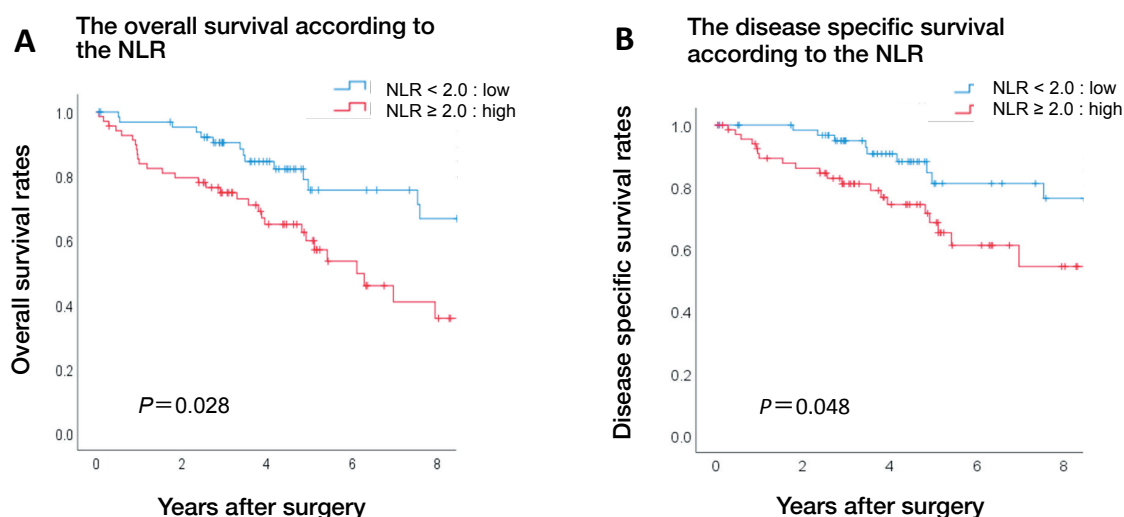 A
The overall survival according to
the NLR
NLR < 2.0 : low
NLR ≥ 2.0 : high
Overall survival rates
1.0
0.8
0.6
0.4
0.2
0.0
P＝0.028
0 2 4 6 8
Years after surgery
B
The disease specific survival
according to the NLR
NLR < 2.0 : low
NLR ≥ 2.0 : high
Disease specific survival rates
1.0
0.8
0.6
0.4
0.2
0.0
P＝0.048
0 2 4 6 8
Years after surgery